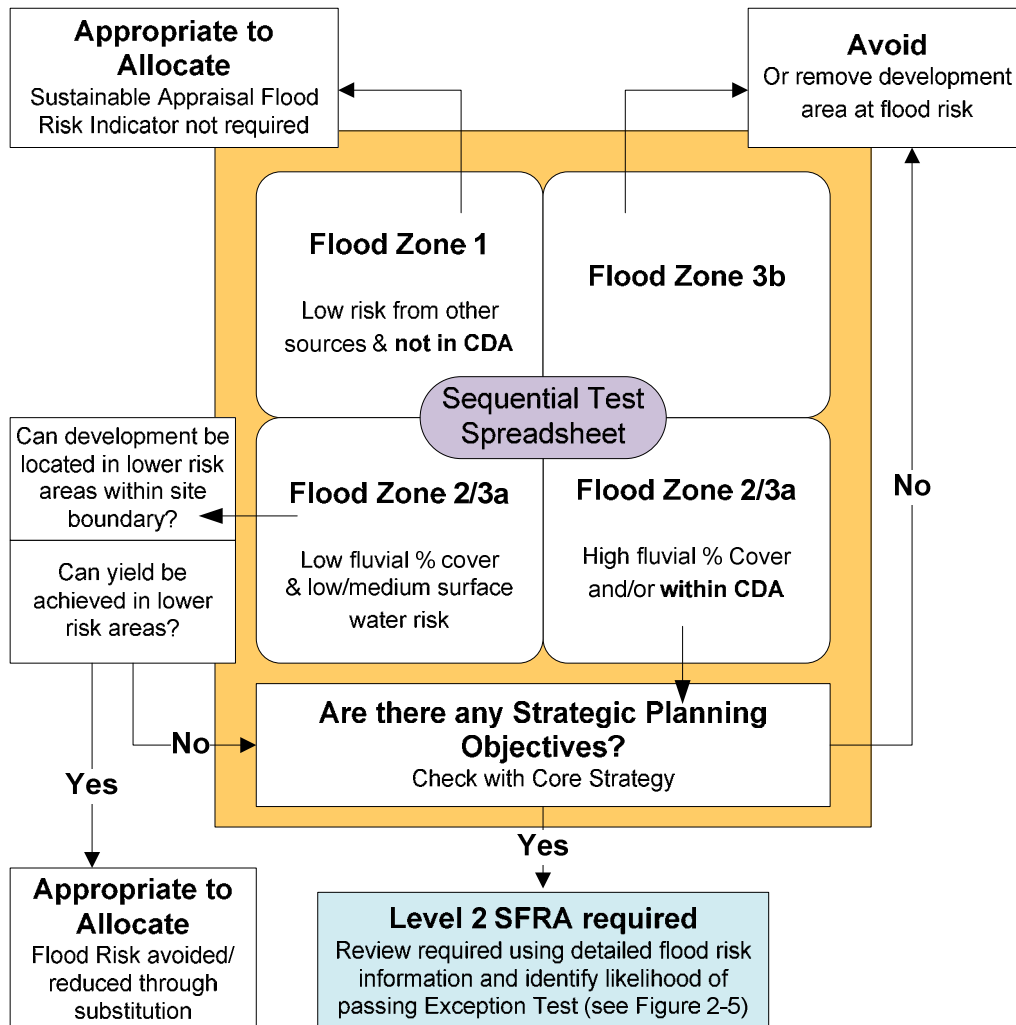 Appropriate to
Allocate
Sustainable Appraisal Flood
Risk Indicator not required
Avoid
Or remove development
area at flood risk
Flood Zone 1
Low risk from other
sources & not in CDA
Flood Zone 3b
Sequential Test
Spreadsheet
Can development be
located in lower risk
areas within site
boundary?
Can yield be
achieved in lower
risk areas?
Flood Zone 2/3a
Low fluvial % cover
& low/medium surface
water risk
Flood Zone 2/3a
High fluvial % Cover
and/or within CDA
No
Are there any Strategic Planning
Objectives?
Check with Core Strategy
No
Yes
Yes
Appropriate to
Allocate
Flood Risk avoided/
reduced through
substitution
Level 2 SFRA required
Review required using detailed flood risk
information and identify likelihood of
passing Exception Test (see Figure 2-5)